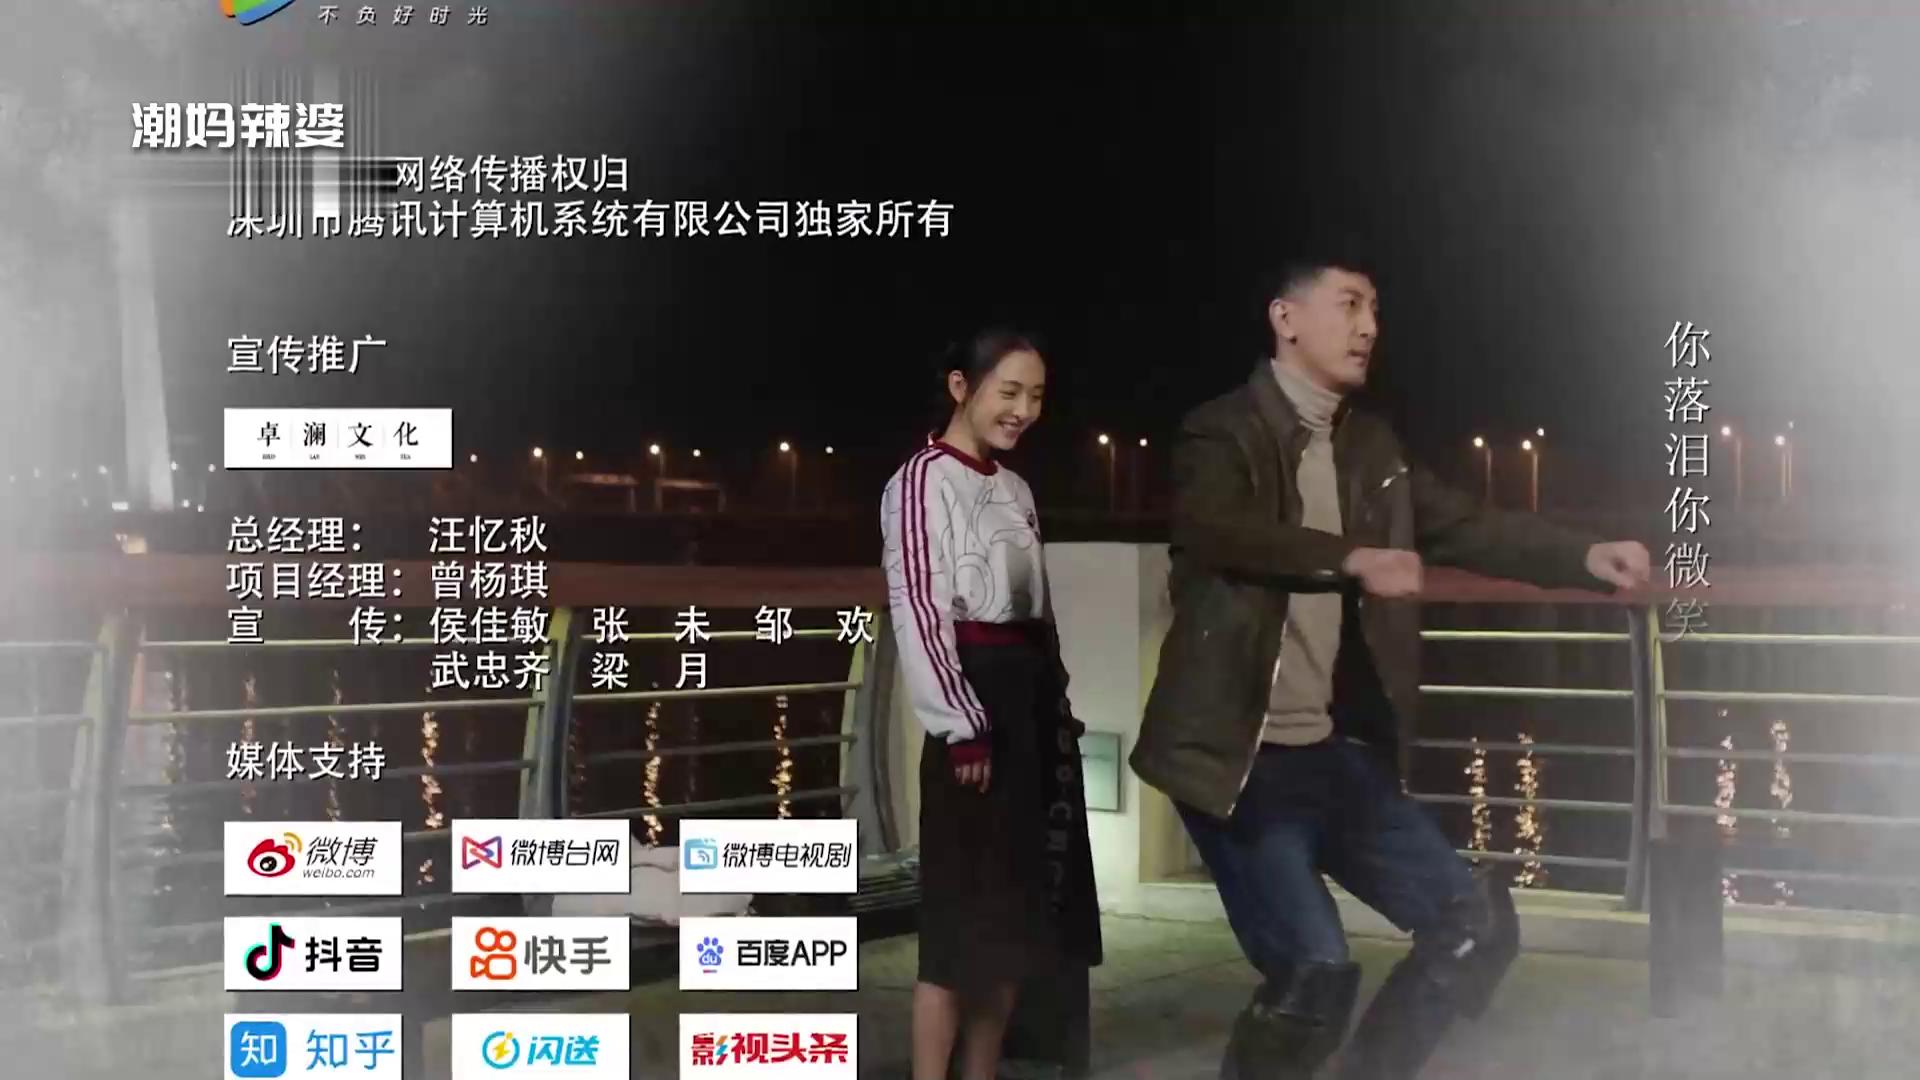 不负好时光
潮妈辣婆
网络传播权归
深圳市腾讯计算机系统有限公司独家所有
宣传推广
卓澜文化
总经理： 汪忆秋
项目经理： 曾杨琪
宣 传： 侯佳敏 张未 邹欢
武忠齐 梁月
媒体支持
微博 weibo.com
微博台网
微博电视剧
抖音
快手
du 百度APP
知 知乎
闪送
影视头条
你落泪你微笑